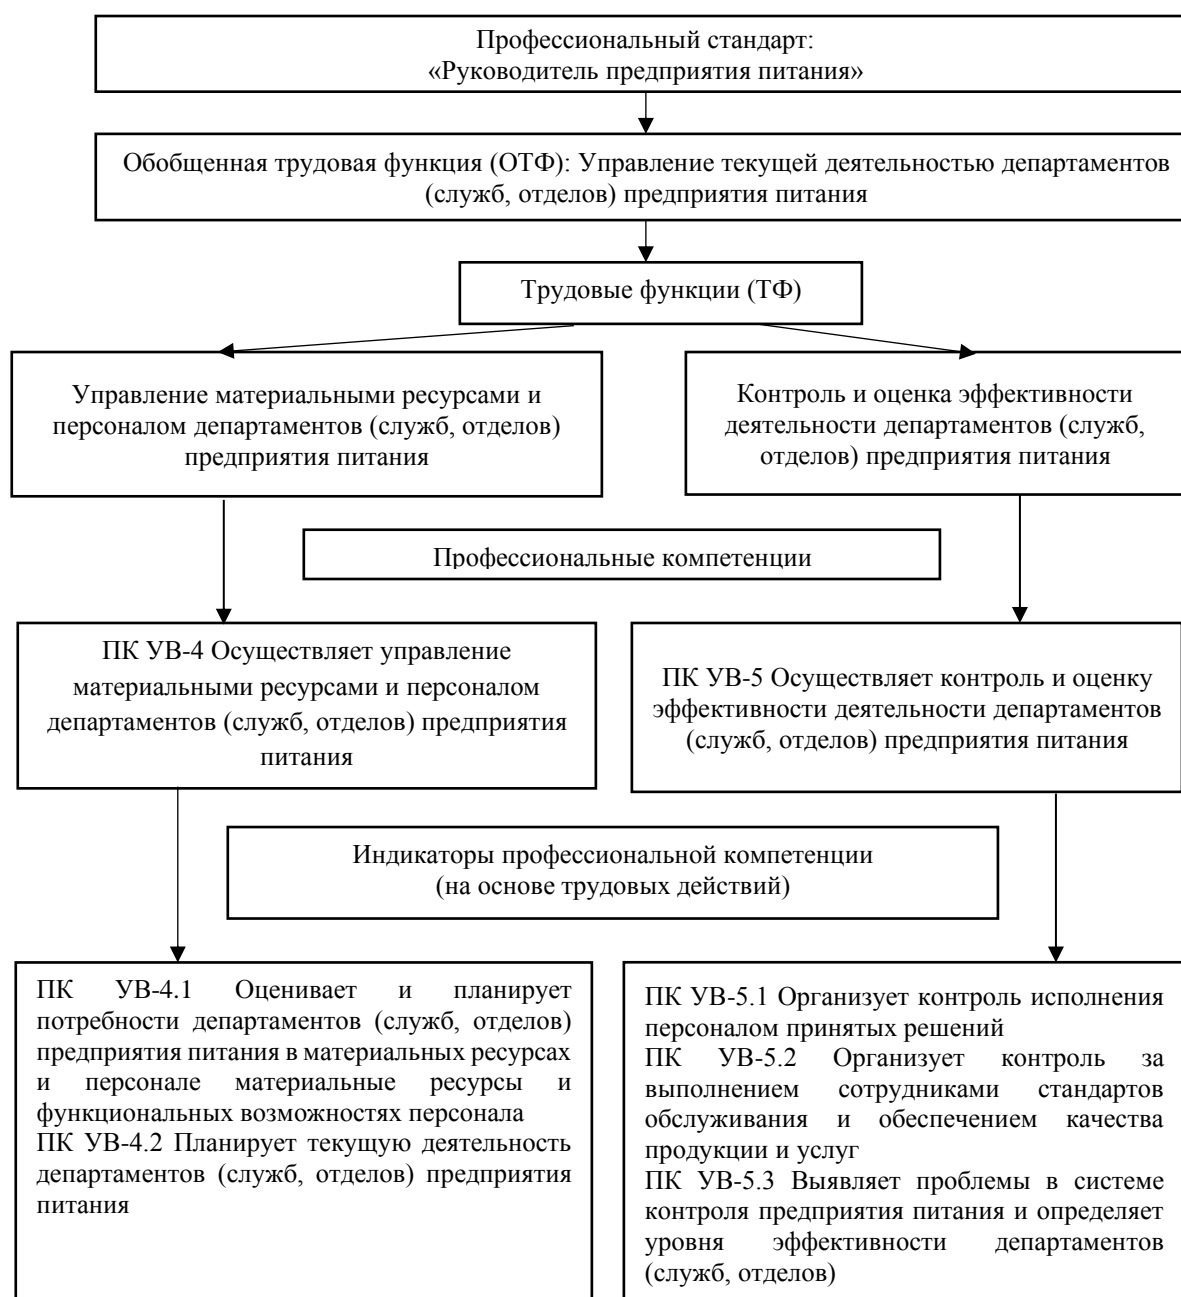 Профессиональный стандарт:
«Руководитель предприятия питания»
Обобщенная трудовая функция (ОТФ): Управление текущей деятельностью департаментов
(служб, отделов) предприятия питания
Трудовые функции (ТФ)
Управление материальными ресурсами и
персоналом департаментов (служб, отделов)
предприятия питания
Контроль и оценка эффективности
деятельности департаментов (служб,
отделов) предприятия питания
Профессиональные компетенции
ПК УВ-4 Осуществляет управление
материальными ресурсами и персоналом
департаментов (служб, отделов) предприятия
питания
ПК УВ-5 Осуществляет контроль и оценку
эффективности деятельности департаментов
(служб, отделов) предприятия питания
Индикаторы профессиональной компетенции
(на основе трудовых действий)
ПК УВ-4.1 Оценивает и планирует
потребности департаментов (служб, отделов)
предприятия питания в материальных ресурсах
и персонале материальные ресурсы и
функциональных возможностях персонала
ПК УВ-4.2 Планирует текущую деятельность
департаментов (служб, отделов) предприятия
питания
ПК УВ-5.1 Организует контроль исполнения
персоналом принятых решений
ПК УВ-5.2 Организует контроль за
выполнением сотрудниками стандартов
обслуживания и обеспечением качества
продукции и услуг
ПК УВ-5.3 Выявляет проблемы в системе
контроля предприятия питания и определяет
уровня эффективности департаментов
(служб, отделов)